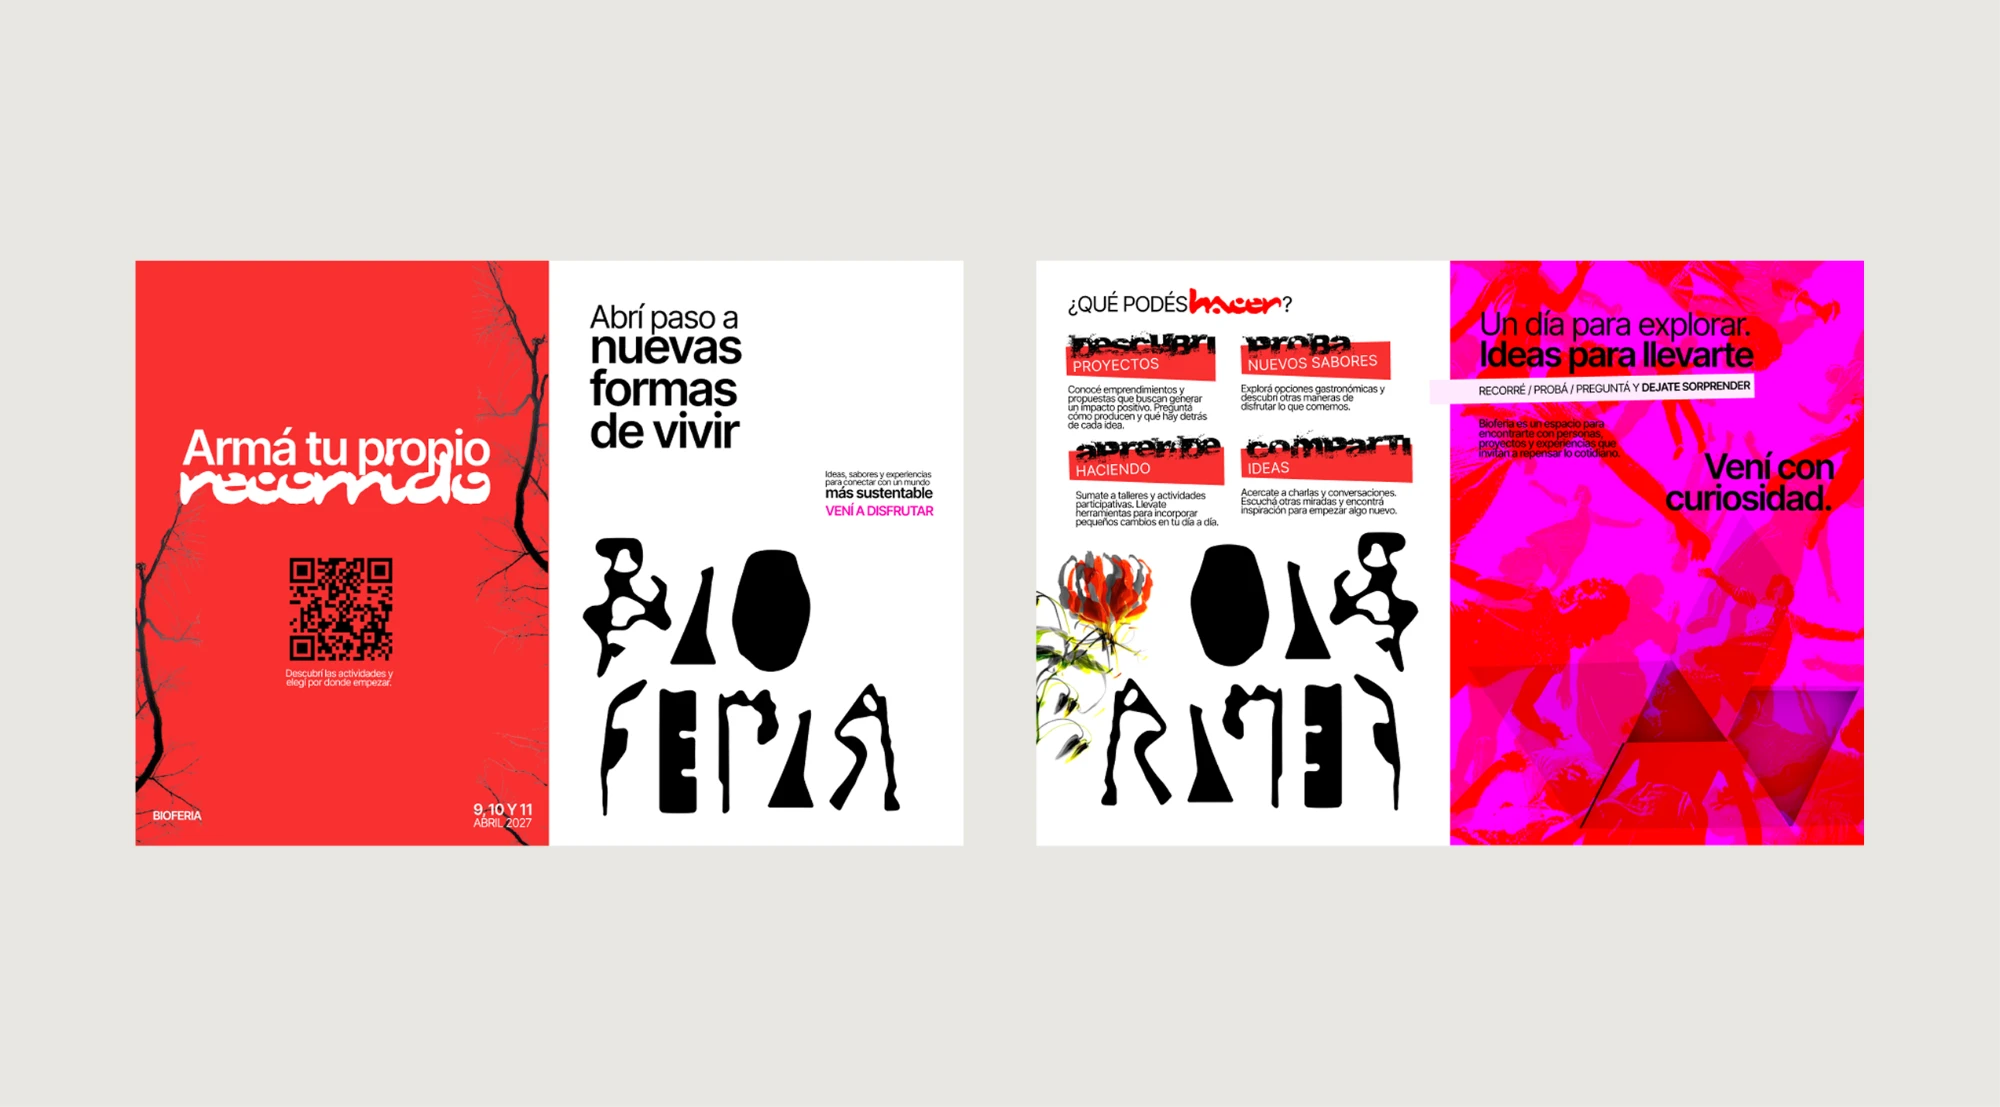 Armá tu propio
recorrido
Descubrí las actividades y
elegí por donde empezar.
BIOFERIA
9, 10 Y 11
ABRIL 2027
Abrí paso a
nuevas
formas
de vivir
Ideas, sabores y experiencias
para conectar con un mundo
más sustentable
VENÍ A DISFRUTAR
BIO
FERIA
¿QUÉ PODÉS hacer?
Descubrí
PROYECTOS
Conocé emprendimientos y
propuestas que buscan generar
un impacto positivo. Preguntá
cómo producen y qué hay detrás
de cada idea.
Probá
NUEVOS SABORES
Explorá opciones gastronómicas y
descubrí otras maneras de
disfrutar lo que comemos.
aprende
HACIENDO
Sumate a talleres y actividades
participativas. Llevate
herramientas para incorporar
pequeños cambios en tu día a día.
compartí
IDEAS
Acercate a charlas y conversaciones.
Escuchá otras miradas y encontrá
inspiración para empezar algo nuevo.
Un día para explorar.
Ideas para llevarte
RECORRÉ / PROBÁ / PREGUNTÁ Y DEJATE SORPRENDER
Bioferia es un espacio para
encontrarte con personas,
proyectos y experiencias que
invitan a repensar lo cotidiano.
Vení con
curiosidad.